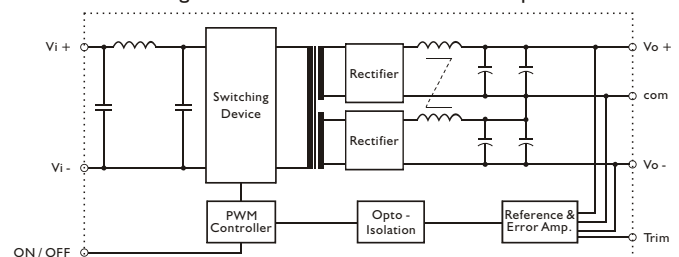 Vi +
Vo +
Rectifier
com
Switching
Device
Rectifier
Vi -
Vo -
PWM
Controller
Opto -
Isolation
Reference &
Error Amp.
Trim
ON / OFF